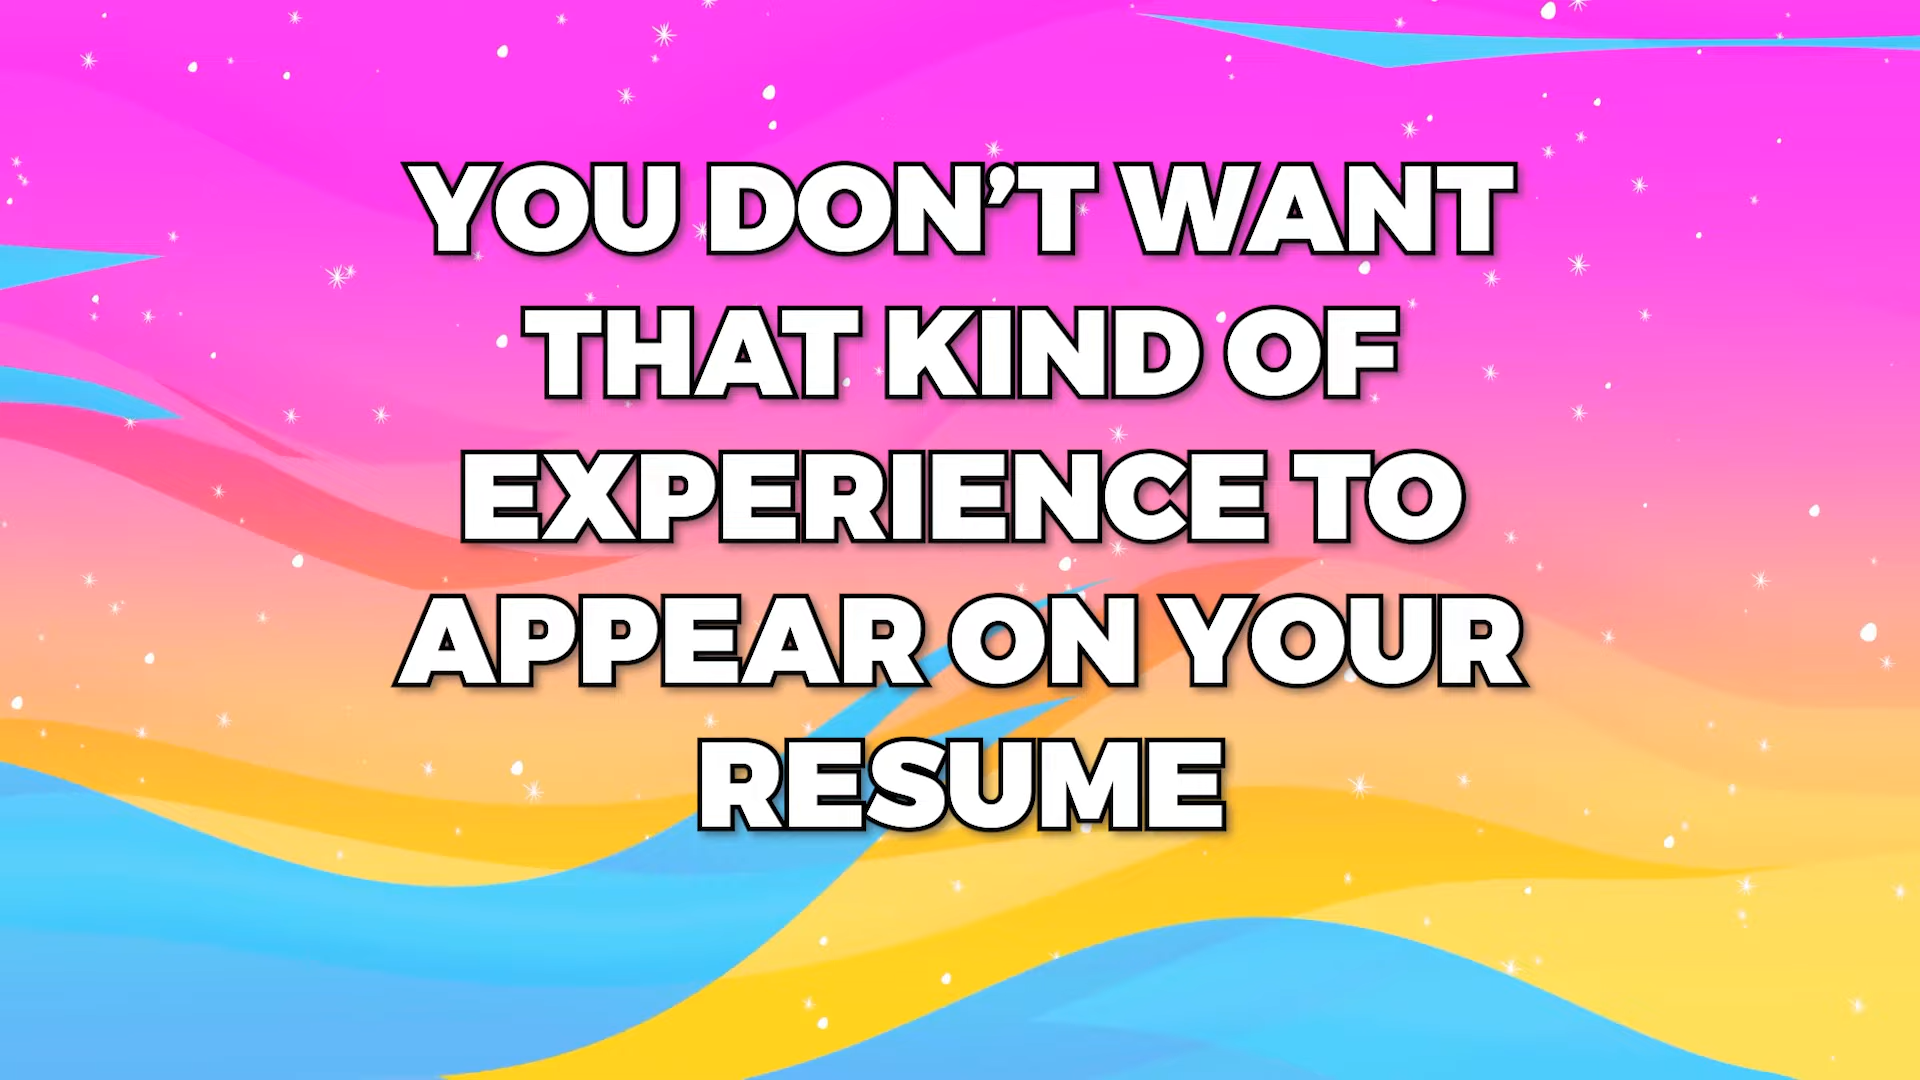 YOU DON’T WANT
THAT KIND OF
EXPERIENCE TO
APPEAR ON YOUR
RESUME